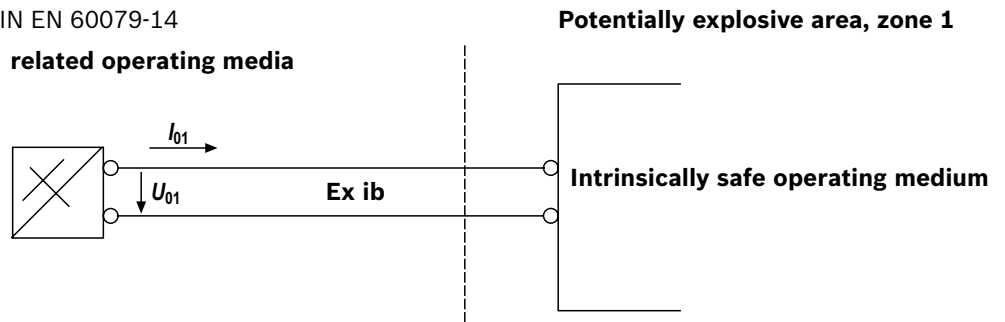 IN EN 60079-14
Potentially explosive area, zone 1
related operating media
I01
U01
Ex ib
Intrinsically safe operating medium